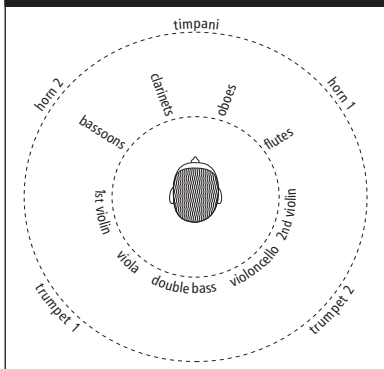 timpani
horn 2
clarinets
oboes
horn 1
bassoons
flutes
1st violin
2nd violin
viola
violoncello
double bass
trumpet 1
trumpet 2